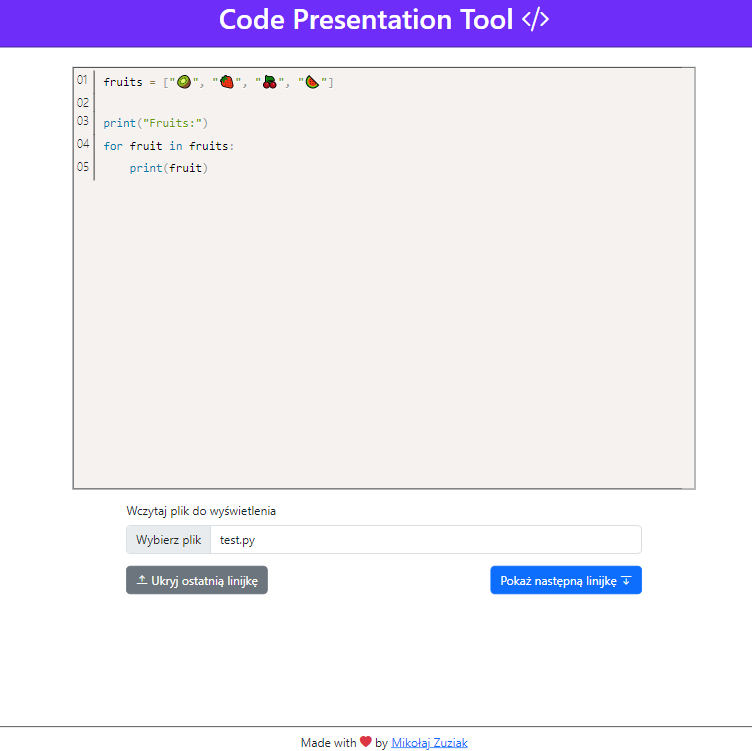 Code Presentation Tool </>
01 fruits = ["🥝", "🍓", "🍒", "🍉"]
02
03 print("Fruits:")
04 for fruit in fruits:
05     print(fruit)
Wczytaj plik do wyświetlenia
Wybierz plik test.py
Ukryj ostatnią linijkę
Pokaż następną linijkę
Made with ❤ by Mikołaj Zuziak